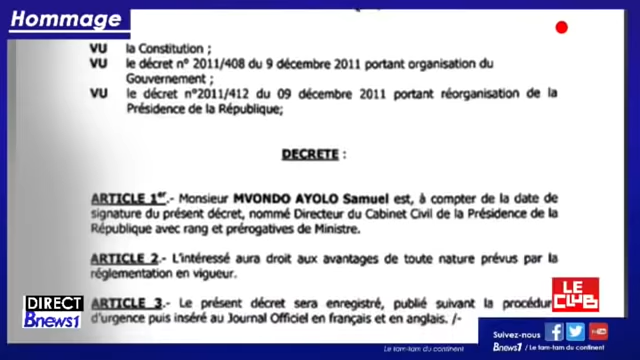 Hommage
VU la Constitution ;
VU le décret n° 2011/408 du 9 décembre 2011 portant organisation du
Gouvernement ;
VU le décret n°2011/412 du 09 décembre 2011 portant réorganisation de la
Présidence de la République;
DECRETE :
ARTICLE 1er.- Monsieur MVONDO AYOLO Samuel est, à compter de la date de
signature du présent décret, nommé Directeur du Cabinet Civil de la Présidence de la
République avec rang et prérogatives de Ministre.
ARTICLE 2.- L'intéressé aura droit aux avantages de toute nature prévus par la
réglementation en vigueur.
ARTICLE 3.- Le présent décret sera enregistré, publié suivant la procédur
d'urgence puis inséré au Journal Officiel en français et en anglais. /-
LE
CLUB
DIRECT
Bnews1
Suivez-nous
Le tam-tam du continent
Bnews1 / Le tam-tam du continent